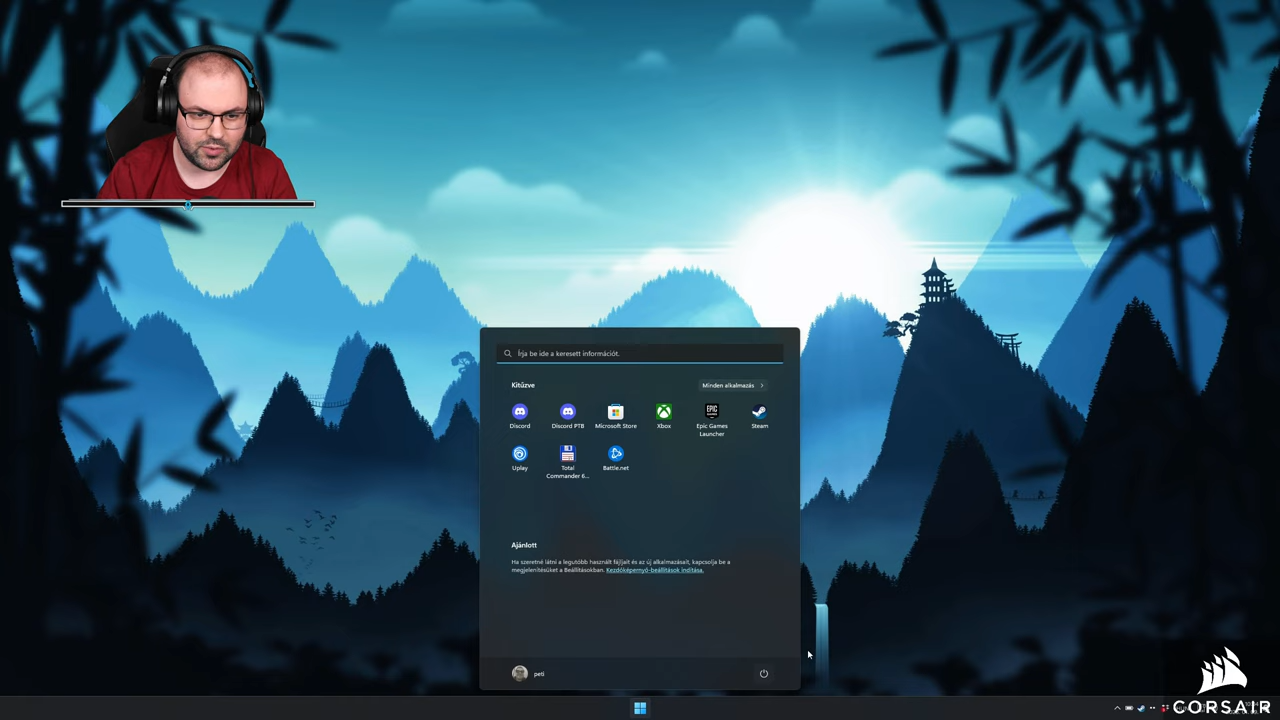 Írja be ide a keresett információt.
Kitűzve
Minden alkalmazás
Discord
Discord PTB
Microsoft Store
Xbox
EPIC
GAMES
Epic Games
Launcher
Steam
Uplay
Total
Commander 6...
Battle.net
Ajánlott
Ha szeretné látni a legutóbb használt fájljait és az új alkalmazásait, kapcsolja be a
megjelenítésüket a Beállításokban. Kezdőképernyő-beállítások indítása.
peti
CORSAIR